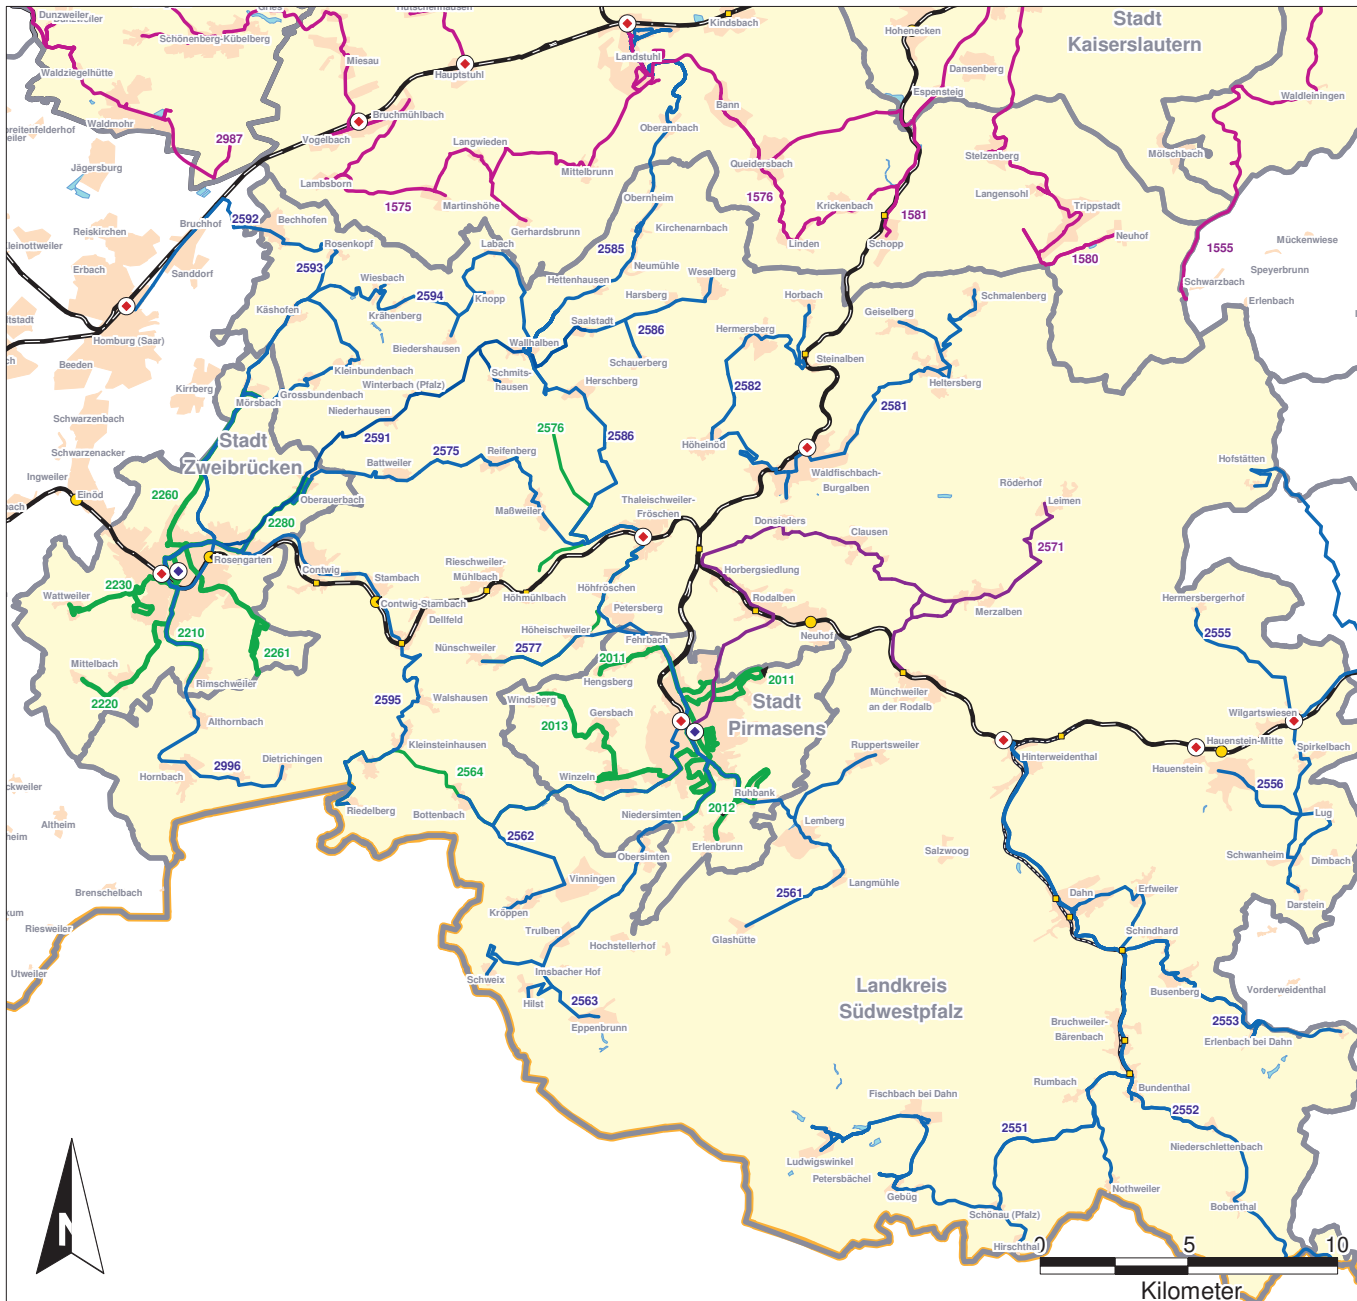 Dunzweiler
Dunzweiler
Gries
Hütschenhausen
Kindsbach
Hohenecken
Stadt
Kaiserslautern
Schönenberg-Kübelberg
Miesau
Landstuhl
Waldziegelhütte
Hauptstuhl
Dansenberg
Espensteig
Waldleiningen
Bann
Waldmohr
Bruchmühlbach
breitenfelderhof
Oberarnbach
2987
Vogelbach
Langwieden
Stelzenberg
Mölschbach
Jägersburg
Mittelbrunn
Queidersbach
Lambsborn
Langensohl
1575
Martinshöhe
Obernheim
1576
Krickenbach
1581
Trippstadt
2592
Bechhofen
Bruchhof
Reiskirchen
Gerhardsbrunn
Kirchenarnbach
Neuhof
Kleinottweiler
Rosenkopf
Labach
2585
Linden
Schopp
1580
1555
Mückenwiese
Erbach
Sanddorf
2593
Wiesbach
Hettenhausen
Neumühle
Weselberg
Speyerbrunn
Schwarzbach
2594
Knopp
Harsberg
Horbach
Schmalenberg
Erlenbach
Käshofen
Krähenberg
Saalstadt
2586
Hermersberg
Geiselberg
Homburg (Saar)
Biedershausen
Wallhalben
Beeden
Kleinbundenbach
Schauerberg
Steinalben
Schmits-
hausen
Herschberg
2582
Heltersberg
Kirrberg
Grossbundenbach
Winterbach (Pfalz)
Mörsbach
Niederhausen
2581
Schwarzenbach
2576
Stadt
Zweibrücken
2591
2575
Reifenberg
2586
Höheinöd
Schwarzenacker
Battweiler
Hofstätten
Ingweiler
Waldfischbach-
Burgalben
Röderhof
Einöd
2260
Oberauerbach
Thaleischweiler-
Fröschen
Leimen
Maßweiler
2280
Donsieders
Clausen
2571
Rosengarten
Contwig
Rieschweiler-
Mühlbach
Horbergsiedlung
2230
Stambach
Höhfröschen
Wattweiler
Contwig-Stambach
Höhmühlbach
Petersberg
Rodalben
Merzalben
Hermersbergerhof
Dellfeld
2210
Höheischweiler
2555
2261
Nünschweiler
2577
Fehrbach
Neuhof
2011
Mittelbach
Rimschweiler
Hengsberg
2011
Münchweiler
an der Rodalb
2220
2595
Walshausen
Windsberg
Stadt
Pirmasens
Gersbach
Wilgartswiesen
Althornbach
2013
Kleinsteinhausen
Ruppertsweiler
Hauenstein-Mitte
Spirkelbach
2996
Dietrichingen
Hinterweidenthal
Hornbach
2564
Winzeln
Hauenstein
2556
Ruhbank
Riedelberg
Bottenbach
Niedersimten
2012
Lemberg
Lug
Altheim
2562
Erlenbrunn
Salzwoog
Schwanheim
Dimbach
Obersimten
Vinningen
2561
Langmühle
Dahn
Erfweiler
Brenschelbach
Kröppen
Darstein
Riesweiler
Trulben
Glashütte
Schindhard
Hochstellerhof
Utweiler
Schweix
Imsbacher Hof
Landkreis
Südwestpfalz
Busenberg
Vorderweidenthal
Hilst
2563
Eppenbrunn
Bruchweiler-
Bärenbach
2553
Erlenbach bei Dahn
Rumbach
Fischbach bei Dahn
Bundenthal
2552
2551
Niederschlettenbach
Ludwigswinkel
Petersbächel
Gebüg
Nothweiler
Bobenthal
Schönau (Pfalz)
N
Hirschthal
0 5 10
Kilometer